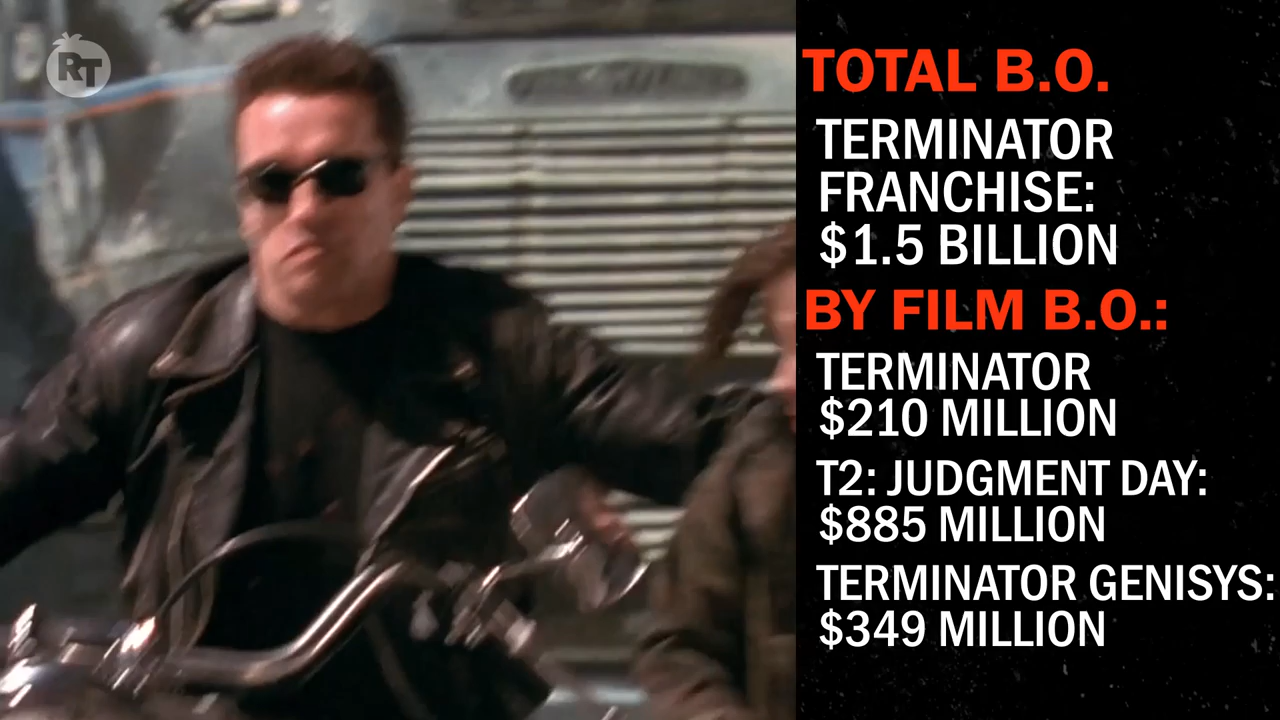 RT
TOTAL B.O.
TERMINATOR
FRANCHISE:
$1.5 BILLION
BY FILM B.O.:
TERMINATOR
$210 MILLION
T2: JUDGMENT DAY:
$885 MILLION
TERMINATOR GENISYS:
$349 MILLION